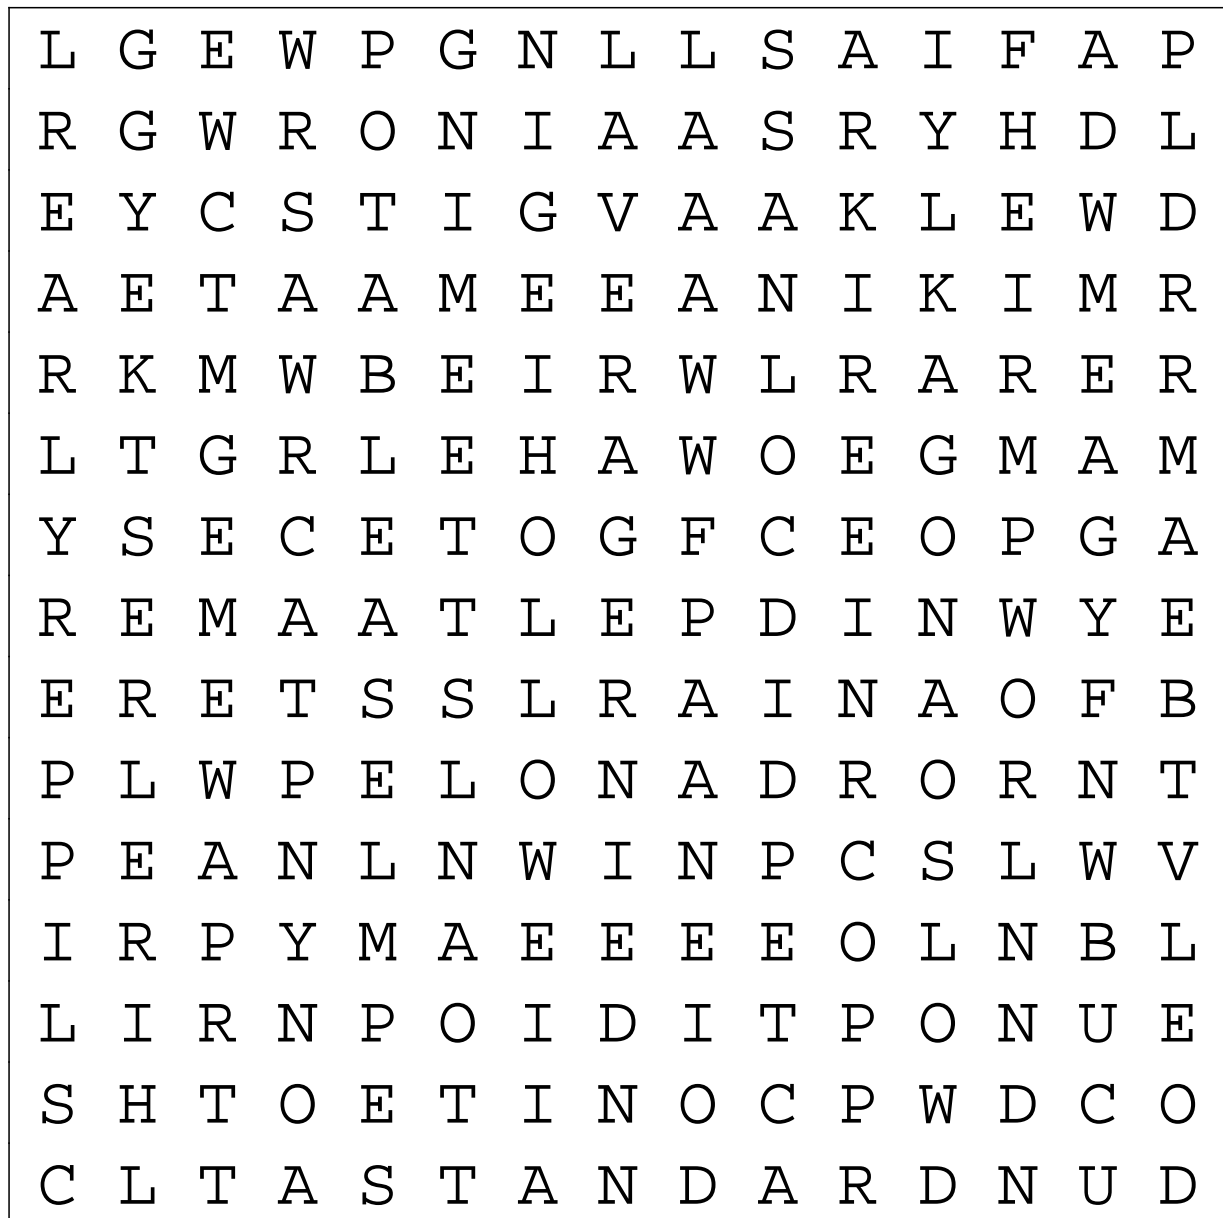 L G E W P G N L L S A I F A P
R G W R O N I A A S R Y H D L
E Y C S T I G V A A K L E W D
A E T A A M E E A N I K I M R
R K M W B E I R W L R A R E R
L T G R L E H A W O E G M A M
Y S E C E T O G F C E O P G A
R E M A A T L E P D I N W Y E
E R E T S S L R A I N A O F B
P L W P E L O N A D R O R N T
P E A N L N W I N P C S L W V
I R P Y M A E E E E O L N B L
L I R N P O I D I T P O N U E
S H T O E T I N O C P W D C O
C L T A S T A N D A R D N U D